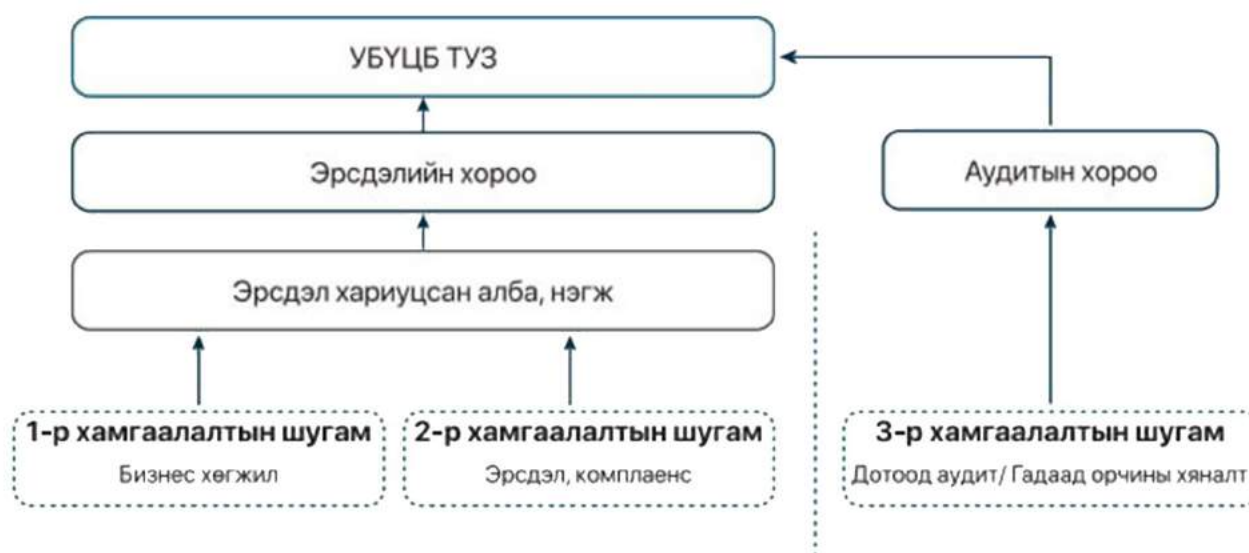 УБҮЦБ ТУЗ
Эрсдэлийн хороо
Аудитын хороо
Эрсдэл хариуцсан алба, нэгж
1-р хамгаалалтын шугам
Бизнес хөгжил
2-р хамгаалалтын шугам
Эрсдэл, комплаенс
3-р хамгаалалтын шугам
Дотоод аудит/ Гадаад орчины хяналт